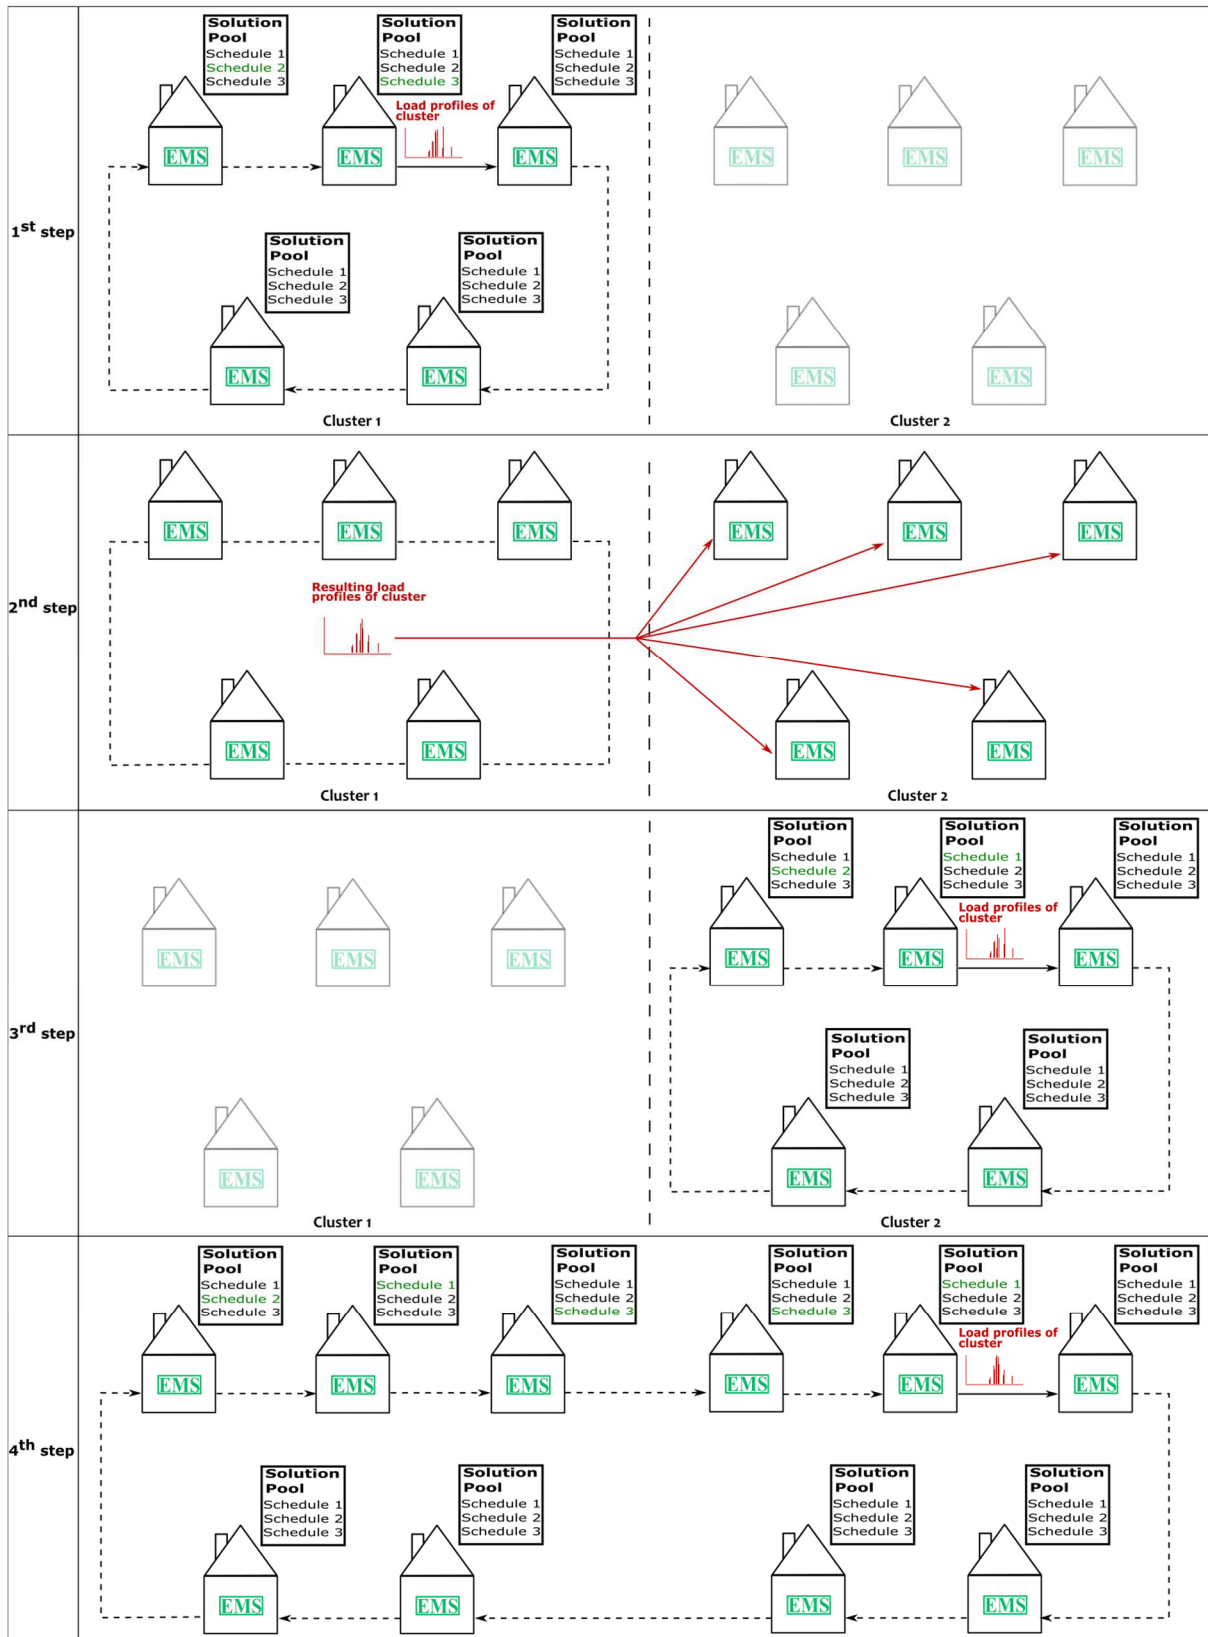 1st step
Solution
Pool
Schedule 1
Schedule 2
Schedule 3
Solution
Pool
Schedule 1
Schedule 2
Schedule 3
Solution
Pool
Schedule 1
Schedule 2
Schedule 3
Load profiles of
cluster
EMS
EMS
EMS
EMS
EMS
EMS
Solution
Pool
Schedule 1
Schedule 2
Schedule 3
Solution
Pool
Schedule 1
Schedule 2
Schedule 3
EMS
EMS
EMS
EMS
Cluster 1
Cluster 2
2nd step
EMS
EMS
EMS
EMS
EMS
EMS
Resulting load
profiles of cluster
EMS
EMS
EMS
EMS
Cluster 1
Cluster 2
3rd step
Solution
Pool
Schedule 1
Schedule 2
Schedule 3
Solution
Pool
Schedule 1
Schedule 2
Schedule 3
Solution
Pool
Schedule 1
Schedule 2
Schedule 3
Load profiles of
cluster
EMS
EMS
EMS
EMS
EMS
EMS
Solution
Pool
Schedule 1
Schedule 2
Schedule 3
Solution
Pool
Schedule 1
Schedule 2
Schedule 3
EMS
EMS
EMS
EMS
Cluster 1
Cluster 2
4th step
Solution
Pool
Schedule 1
Schedule 2
Schedule 3
Solution
Pool
Schedule 1
Schedule 2
Schedule 3
Solution
Pool
Schedule 1
Schedule 2
Schedule 3
Solution
Pool
Schedule 1
Schedule 2
Schedule 3
Solution
Pool
Schedule 1
Schedule 2
Schedule 3
Solution
Pool
Schedule 1
Schedule 2
Schedule 3
Load profiles of
cluster
EMS
EMS
EMS
EMS
EMS
EMS
Solution
Pool
Schedule 1
Schedule 2
Schedule 3
Solution
Pool
Schedule 1
Schedule 2
Schedule 3
Solution
Pool
Schedule 1
Schedule 2
Schedule 3
Solution
Pool
Schedule 1
Schedule 2
Schedule 3
EMS
EMS
EMS
EMS